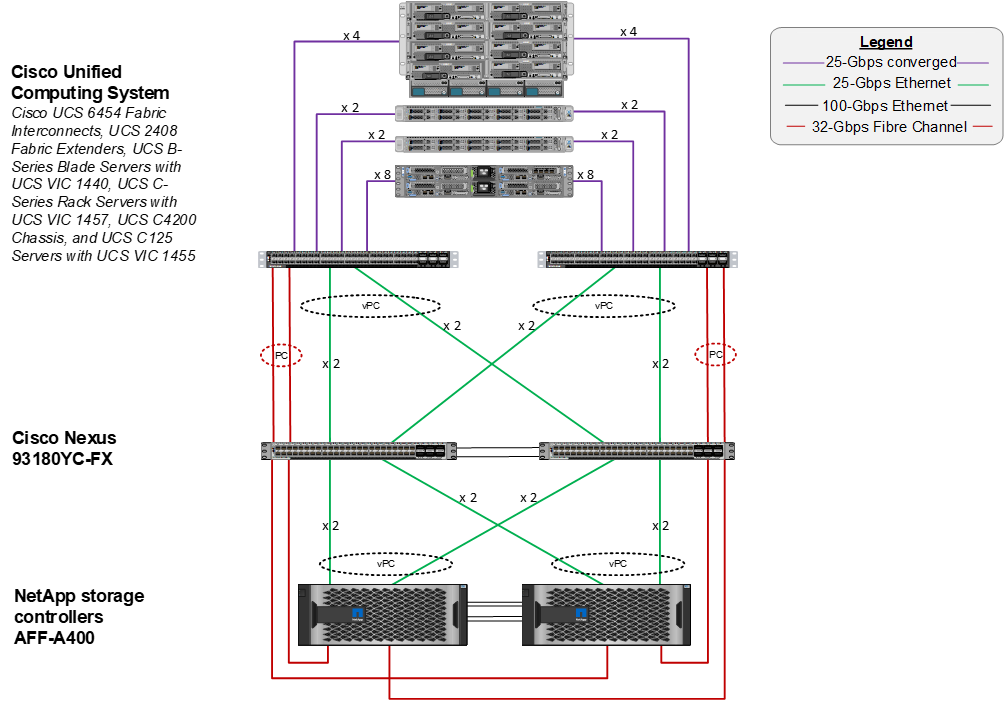 x 4
x 4
Legend
25-Gbps converged
25-Gbps Ethernet
100-Gbps Ethernet
32-Gbps Fibre Channel
Cisco Unified
Computing System
Cisco UCS 6454 Fabric
Interconnects, UCS 2408
Fabric Extenders, UCS B-
Series Blade Servers with
UCS VIC 1440, UCS C-
Series Rack Servers with
UCS VIC 1457, UCS C4200
Chassis, and UCS C125
Servers with UCS VIC 1455
x 2
x 2
x 2
x 2
x 8
x 8
vPC
vPC
x 2
x 2
PC
PC
x 2
x 2
Cisco Nexus
93180YC-FX
x 2
x 2
x 2
x 2
vPC
vPC
NetApp storage
controllers
AFF-A400